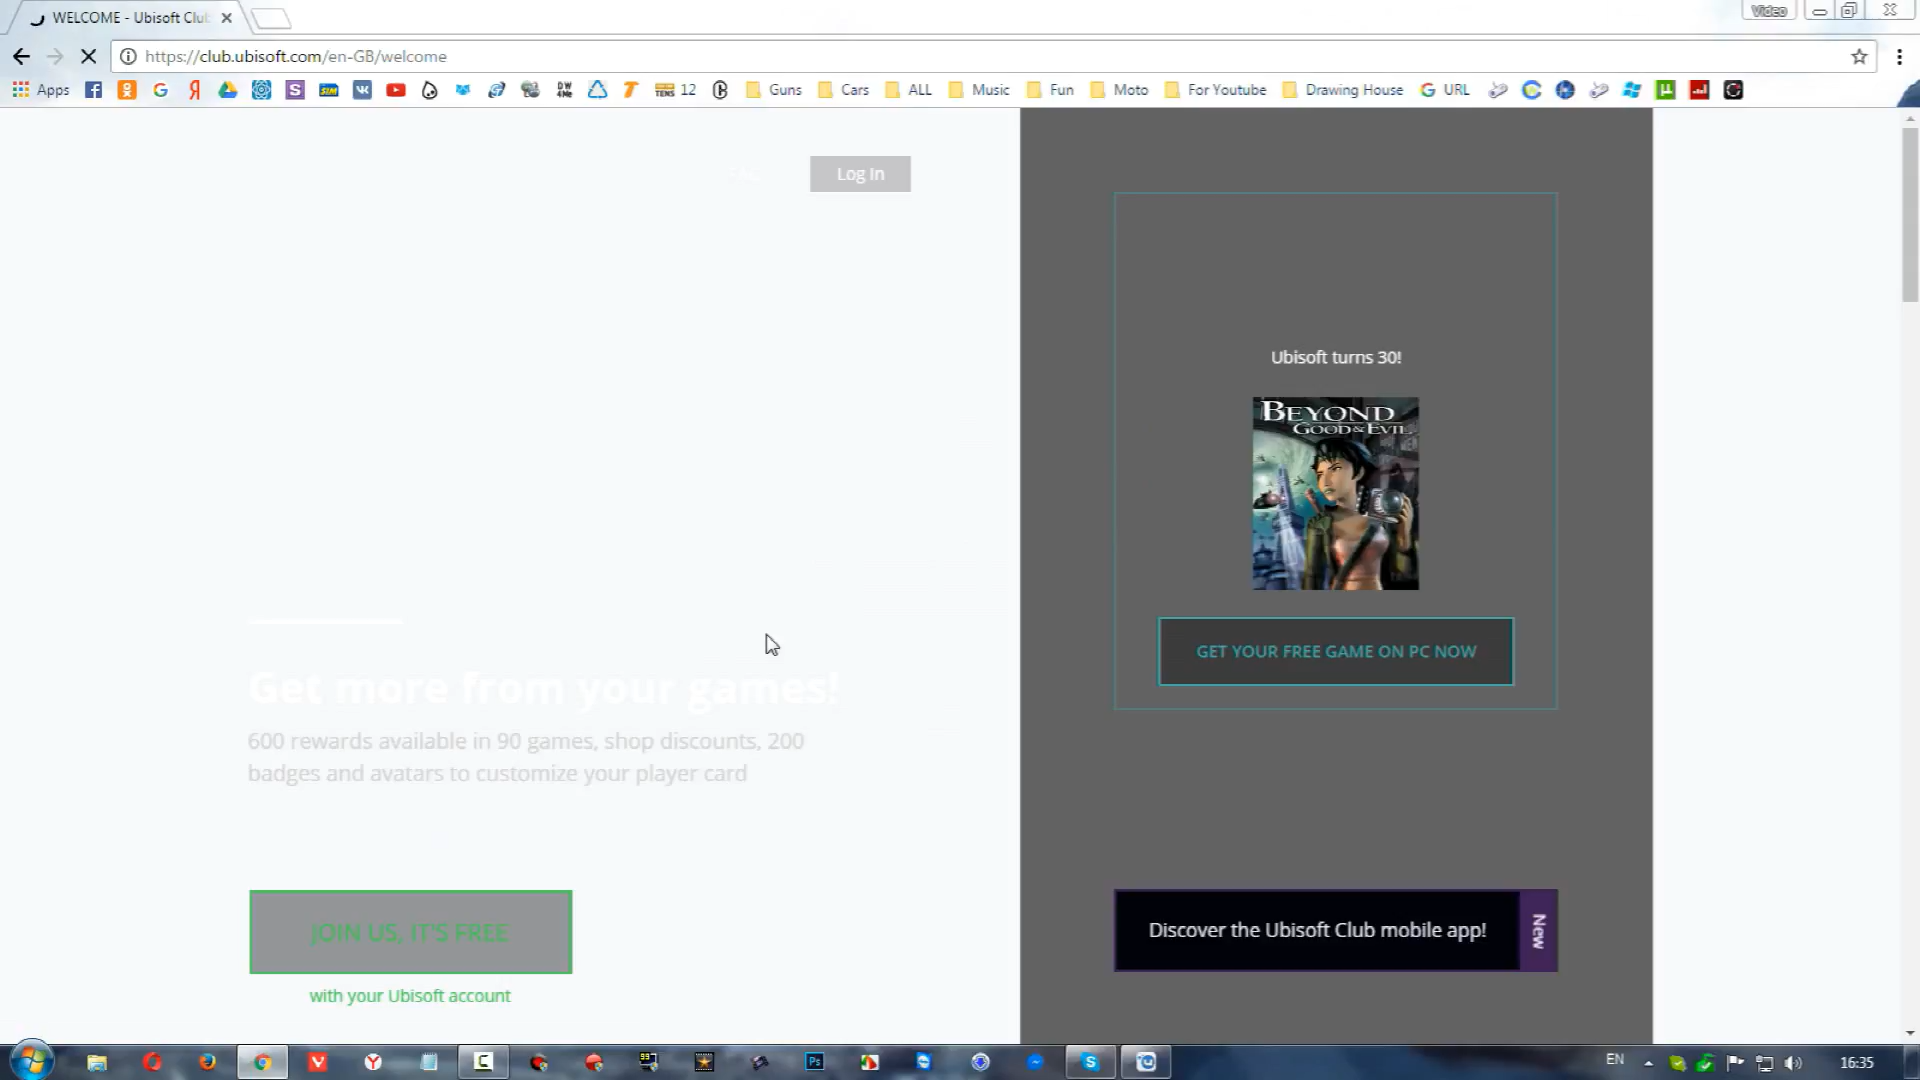 WELCOME - Ubisoft Club
Video
https://club.ubisoft.com/en-GB/welcome
Apps
12
Guns
Cars
ALL
Music
Fun
Moto
For Youtube
Drawing House
URL
Log In
Ubisoft turns 30!
BEYOND
GOOD & EVIL
GET YOUR FREE GAME ON PC NOW
Get more from your games!
600 rewards available in 90 games, shop discounts, 200
badges and avatars to customize your player card
JOIN US, IT'S FREE
with your Ubisoft account
Discover the Ubisoft Club mobile app!
New
EN
16:35